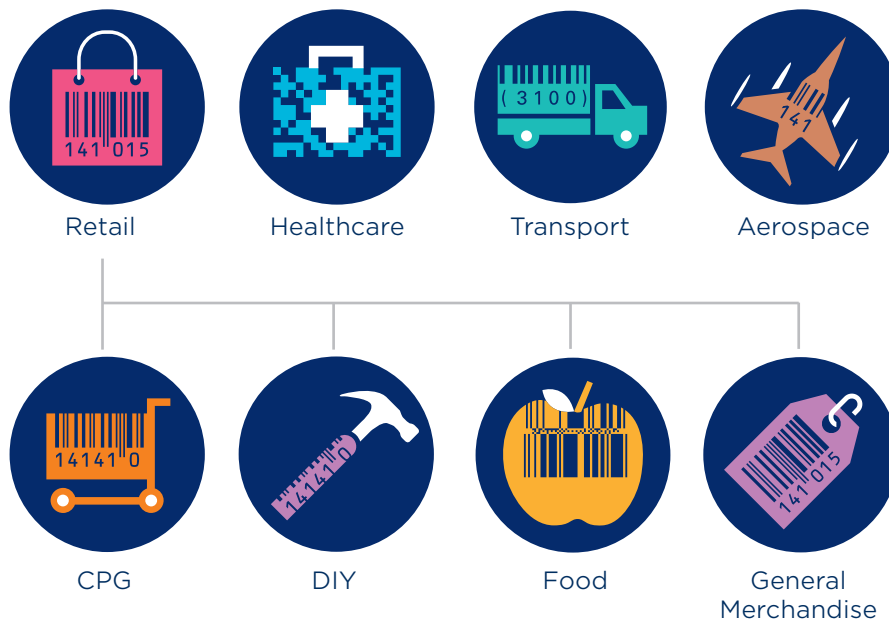 141 015
(3100)
141
Retail
Healthcare
Transport
Aerospace
14141 0
14141 0
141 015
CPG
DIY
Food
General
Merchandise